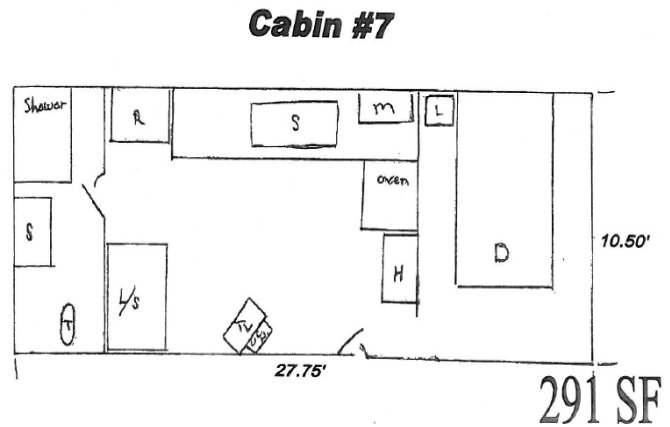 Cabin #7
Shower
R
S
M
L
oven
S
D
10.50'
H
L/S
T
TV
27.75'
291 SF